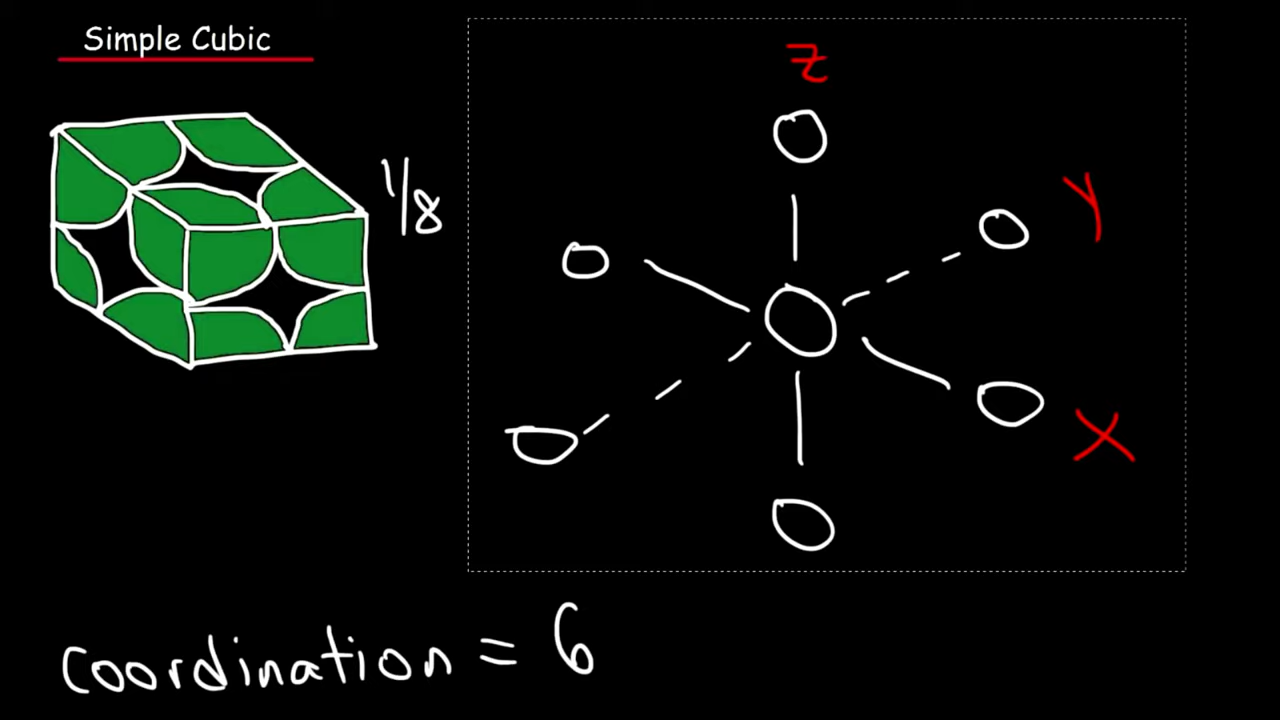 Simple Cubic
z
1/8
y
x
coordination = 6